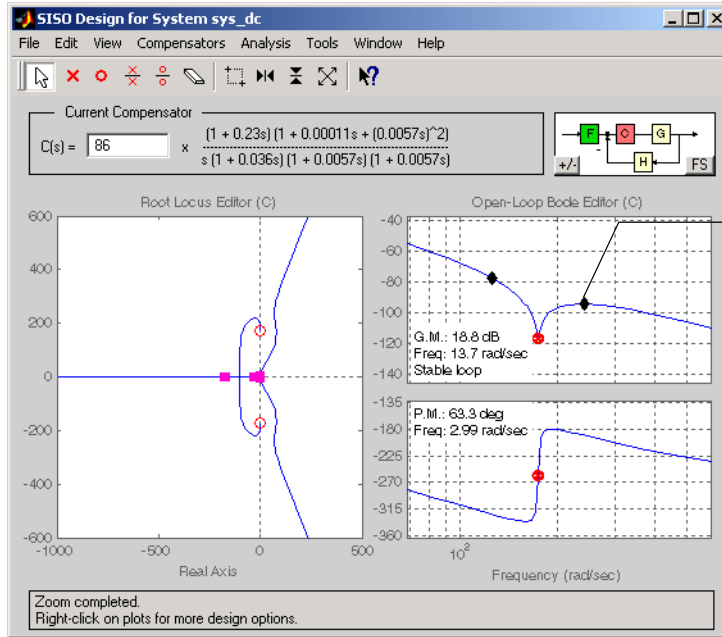 SISO Design for System sys_dc
File Edit View Compensators Analysis Tools Window Help
Current Compensator
C(s) = 86 x
(1 + 0.23s) (1 + 0.00011s + (0.0057s)^2)
s (1 + 0.036s) (1 + 0.0057s) (1 + 0.0057s)
F C G
H
+/- FS
Root Locus Editor (C)
600
400
200
0
-200
-400
-600
-1000 -500 0 500
Real Axis
Open-Loop Bode Editor (C)
-40
-60
-80
-100
-120
-140
G.M.: 18.8 dB
Freq: 13.7 rad/sec
Stable loop
-135
-180
-225
-270
-315
-360
P.M.: 63.3 deg
Freq: 2.99 rad/sec
10^2
Frequency (rad/sec)
Zoom completed.
Right-click on plots for more design options.